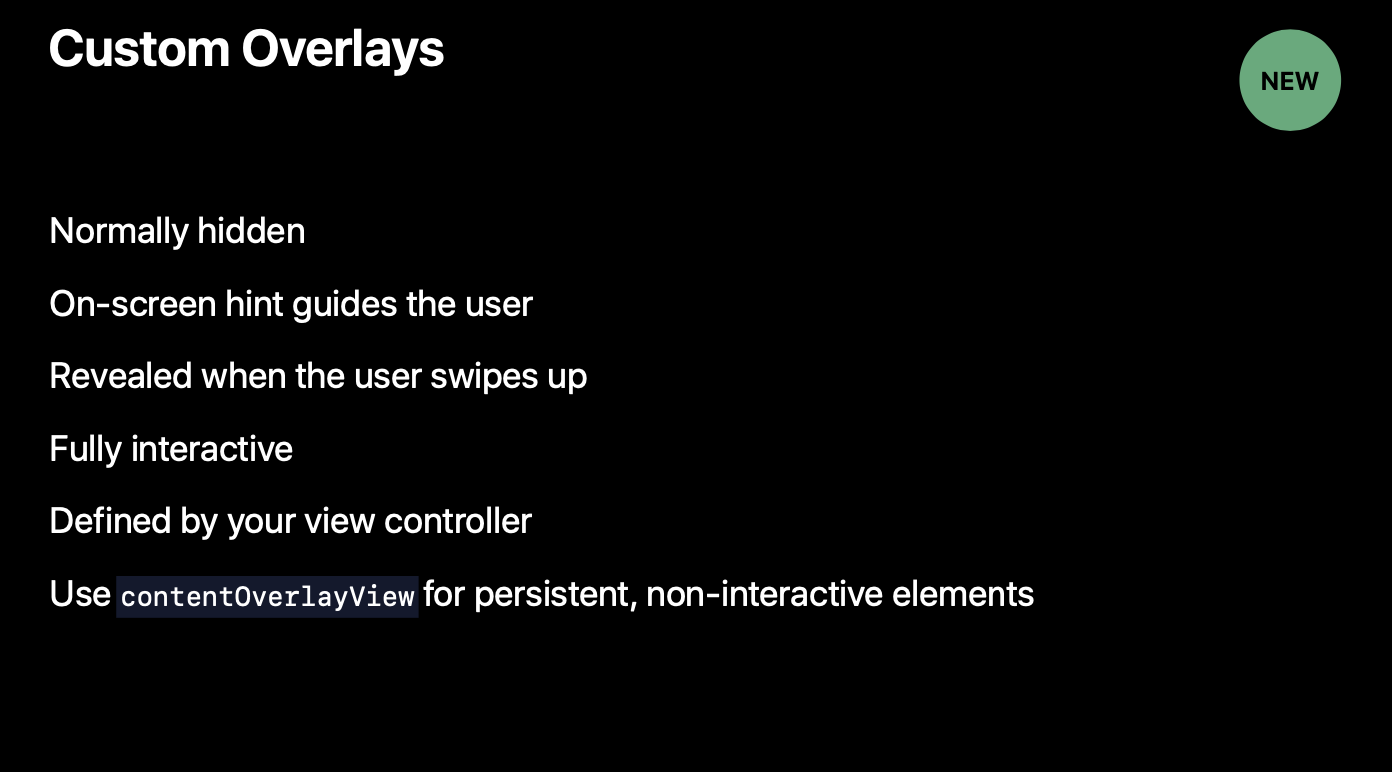 Custom Overlays
NEW
Normally hidden
On-screen hint guides the user
Revealed when the user swipes up
Fully interactive
Defined by your view controller
Use contentOverlayView for persistent, non-interactive elements